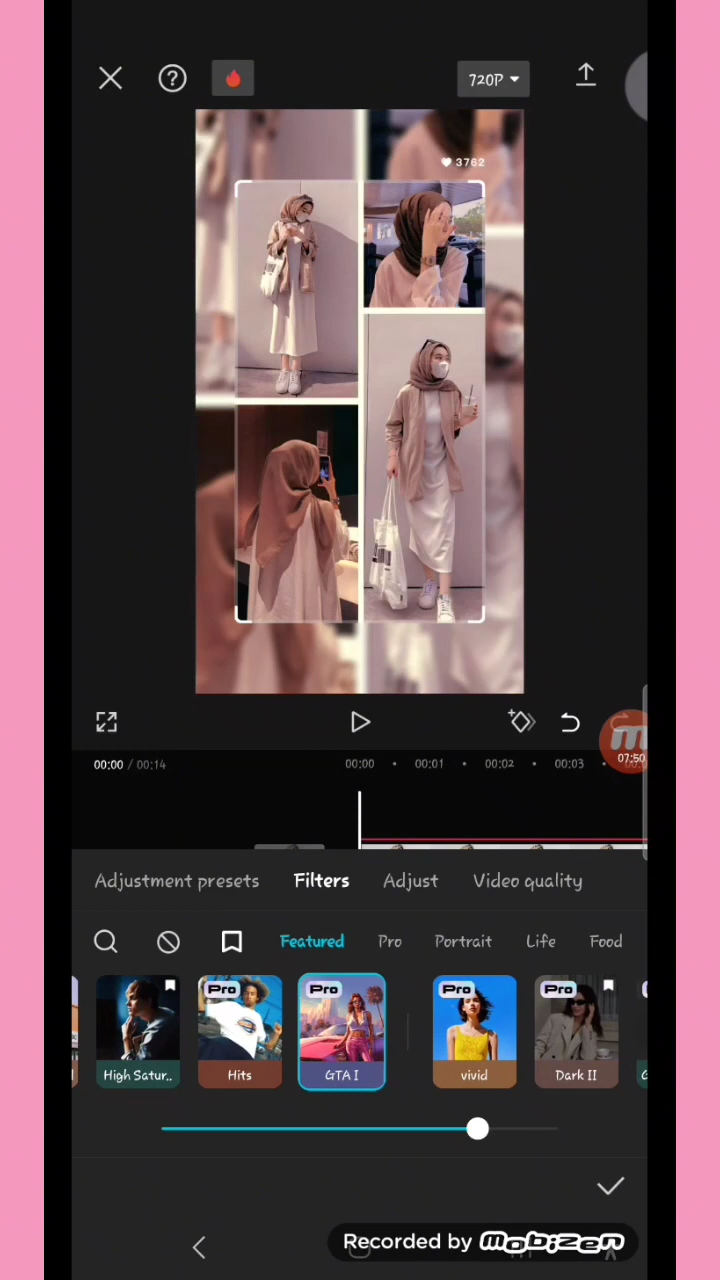 720P
3762
07:50
00:00 / 00:14
00:00 00:01 00:02 00:03
Adjustment presets Filters Adjust Video quality
Featured Pro Portrait Life Food
Pro Pro Pro Pro
High Satur.. Hits GTA I vivid Dark II
Recorded by mobizen